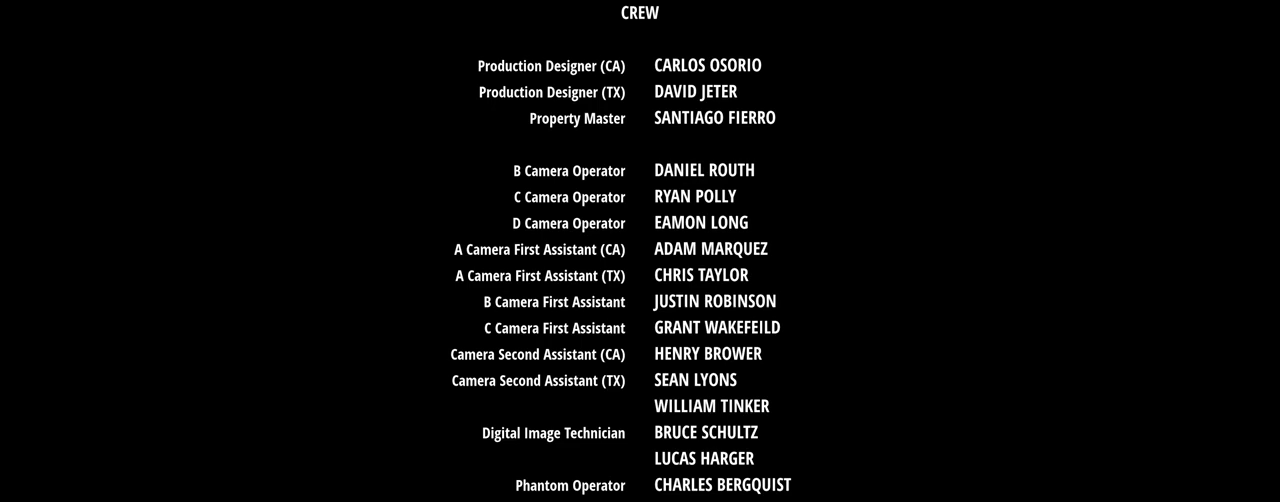 CREW
Production Designer (CA) CARLOS OSORIO
Production Designer (TX) DAVID JETER
Property Master SANTIAGO FIERRO
B Camera Operator DANIEL ROUTH
C Camera Operator RYAN POLLY
D Camera Operator EAMON LONG
A Camera First Assistant (CA) ADAM MARQUEZ
A Camera First Assistant (TX) CHRIS TAYLOR
B Camera First Assistant JUSTIN ROBINSON
C Camera First Assistant GRANT WAKEFEILD
Camera Second Assistant (CA) HENRY BROWER
Camera Second Assistant (TX) SEAN LYONS
WILLIAM TINKER
Digital Image Technician BRUCE SCHULTZ
LUCAS HARGER
Phantom Operator CHARLES BERGQUIST